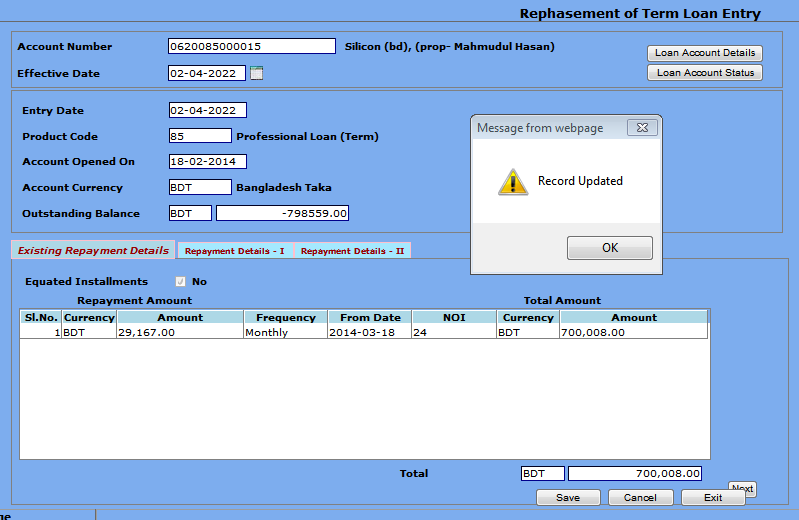 Rephasement of Term Loan Entry
Account Number 0620085000015 Silicon (bd), (prop- Mahmudul Hasan)
Loan Account Details
Effective Date 02-04-2022
Loan Account Status
Entry Date 02-04-2022
Product Code 85 Professional Loan (Term)
Account Opened On 18-02-2014
Account Currency BDT Bangladesh Taka
Outstanding Balance BDT -798559.00
Message from webpage
Record Updated
OK
Existing Repayment Details Repayment Details - I Repayment Details - II
Equated Installments No
Repayment Amount Total Amount
Sl.No. Currency Amount Frequency From Date NOI Currency Amount
1 BDT 29,167.00 Monthly 2014-03-18 24 BDT 700,008.00
Total BDT 700,008.00
Next
Save Cancel Exit